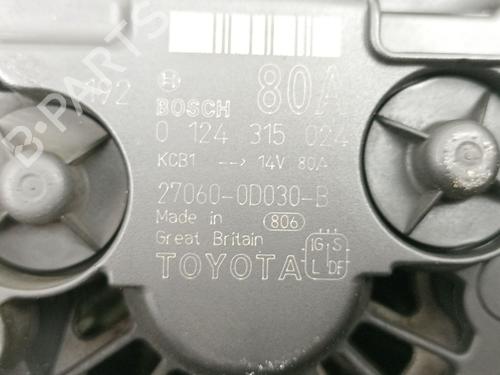 392
BOSCH 80A
0 124 315 024
KCB1 --> 14V 80A
27060-0D030-B
Made in 806
Great Britain
TOYOTA
IG S
L DF
B-Parts